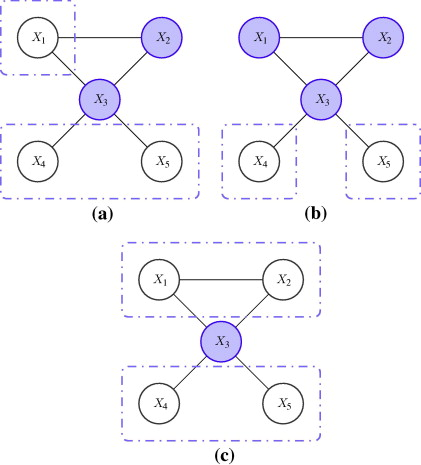 X₁ X₂ X₁ X₂
X₃ X₃
X₄ X₅ X₄ X₅
(a) (b)
X₁ X₂
X₃
X₄ X₅
(c)